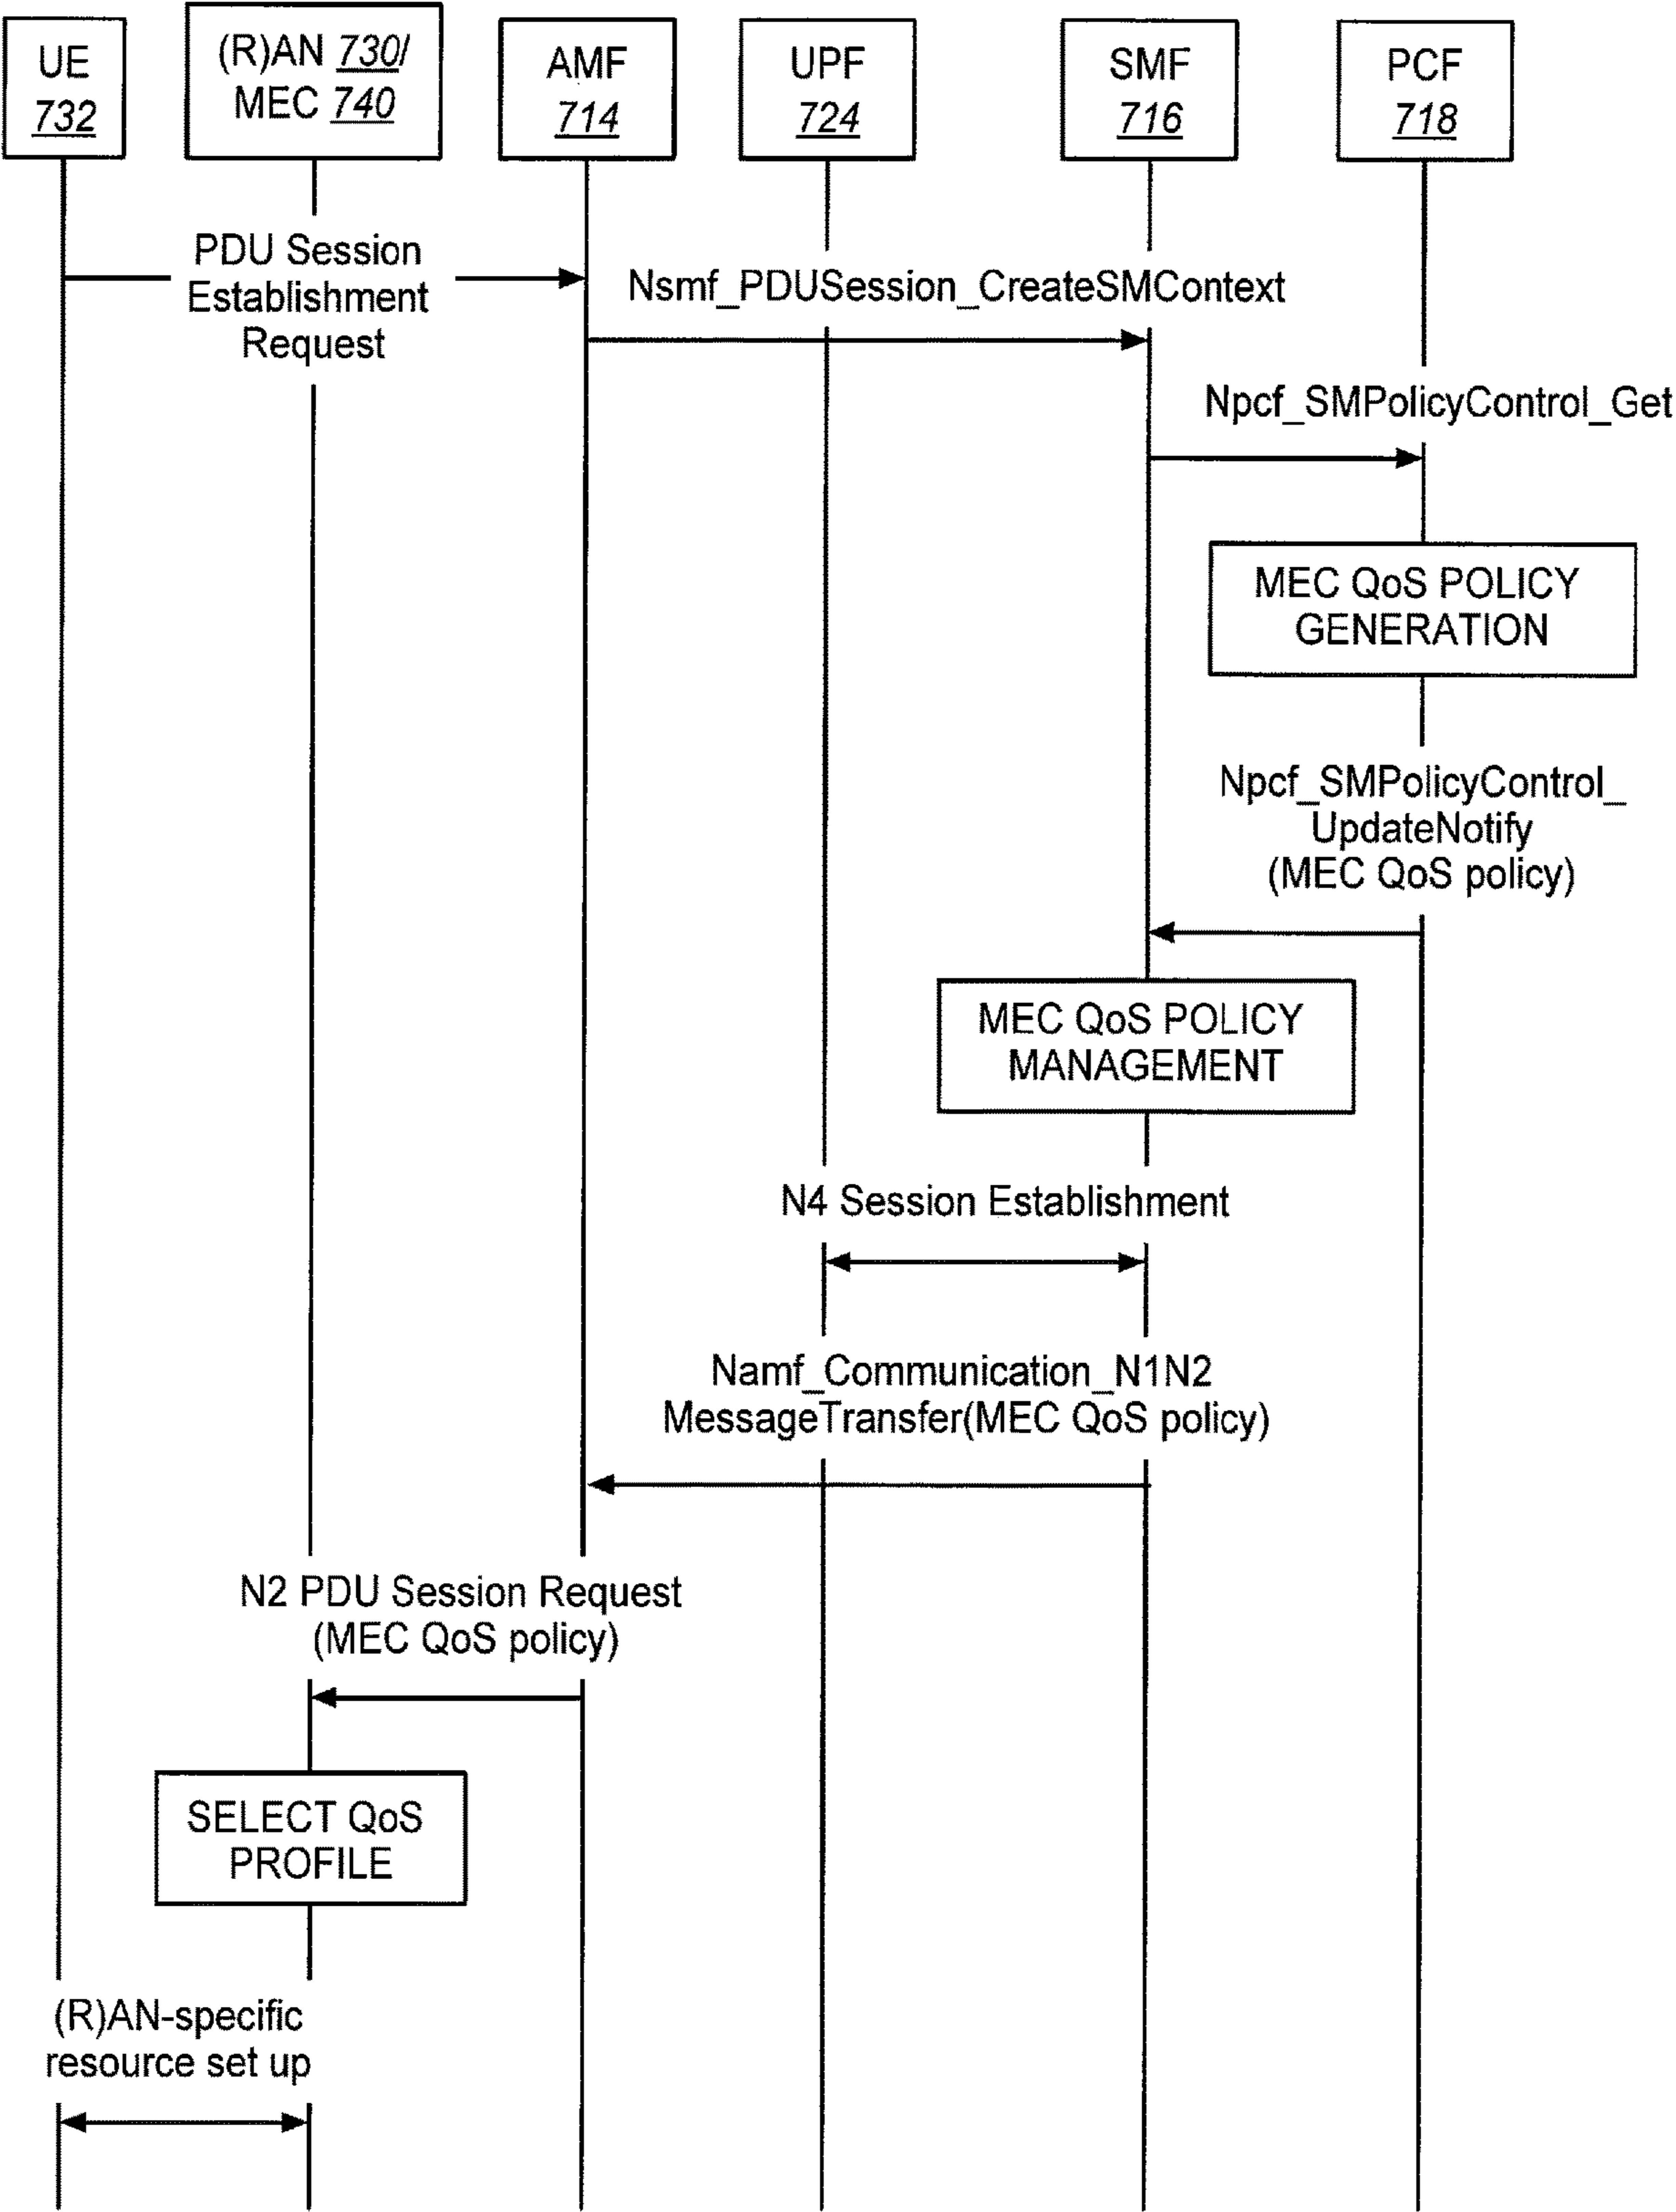 UE
732
(R)AN 730/
MEC 740
AMF
714
UPF
724
SMF
716
PCF
718
PDU Session
Establishment
Request
Nsmf_PDUSession_CreateSMContext
Npcf_SMPolicyControl_Get
MEC QoS POLICY
GENERATION
Npcf_SMPolicyControl_
UpdateNotify
(MEC QoS policy)
MEC QoS POLICY
MANAGEMENT
N4 Session Establishment
Namf_Communication_N1N2
MessageTransfer(MEC QoS policy)
N2 PDU Session Request
(MEC QoS policy)
SELECT QoS
PROFILE
(R)AN-specific
resource set up